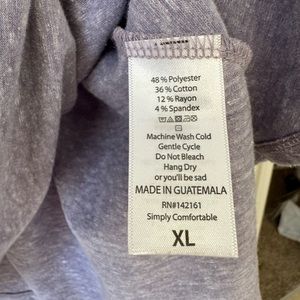 48 % Polyester
36 % Cotton
12 % Rayon
4 % Spandex
Machine Wash Cold
Gentle Cycle
Do Not Bleach
Hang Dry
or you'll be sad
MADE IN GUATEMALA
RN#142161
Simply Comfortable
XL